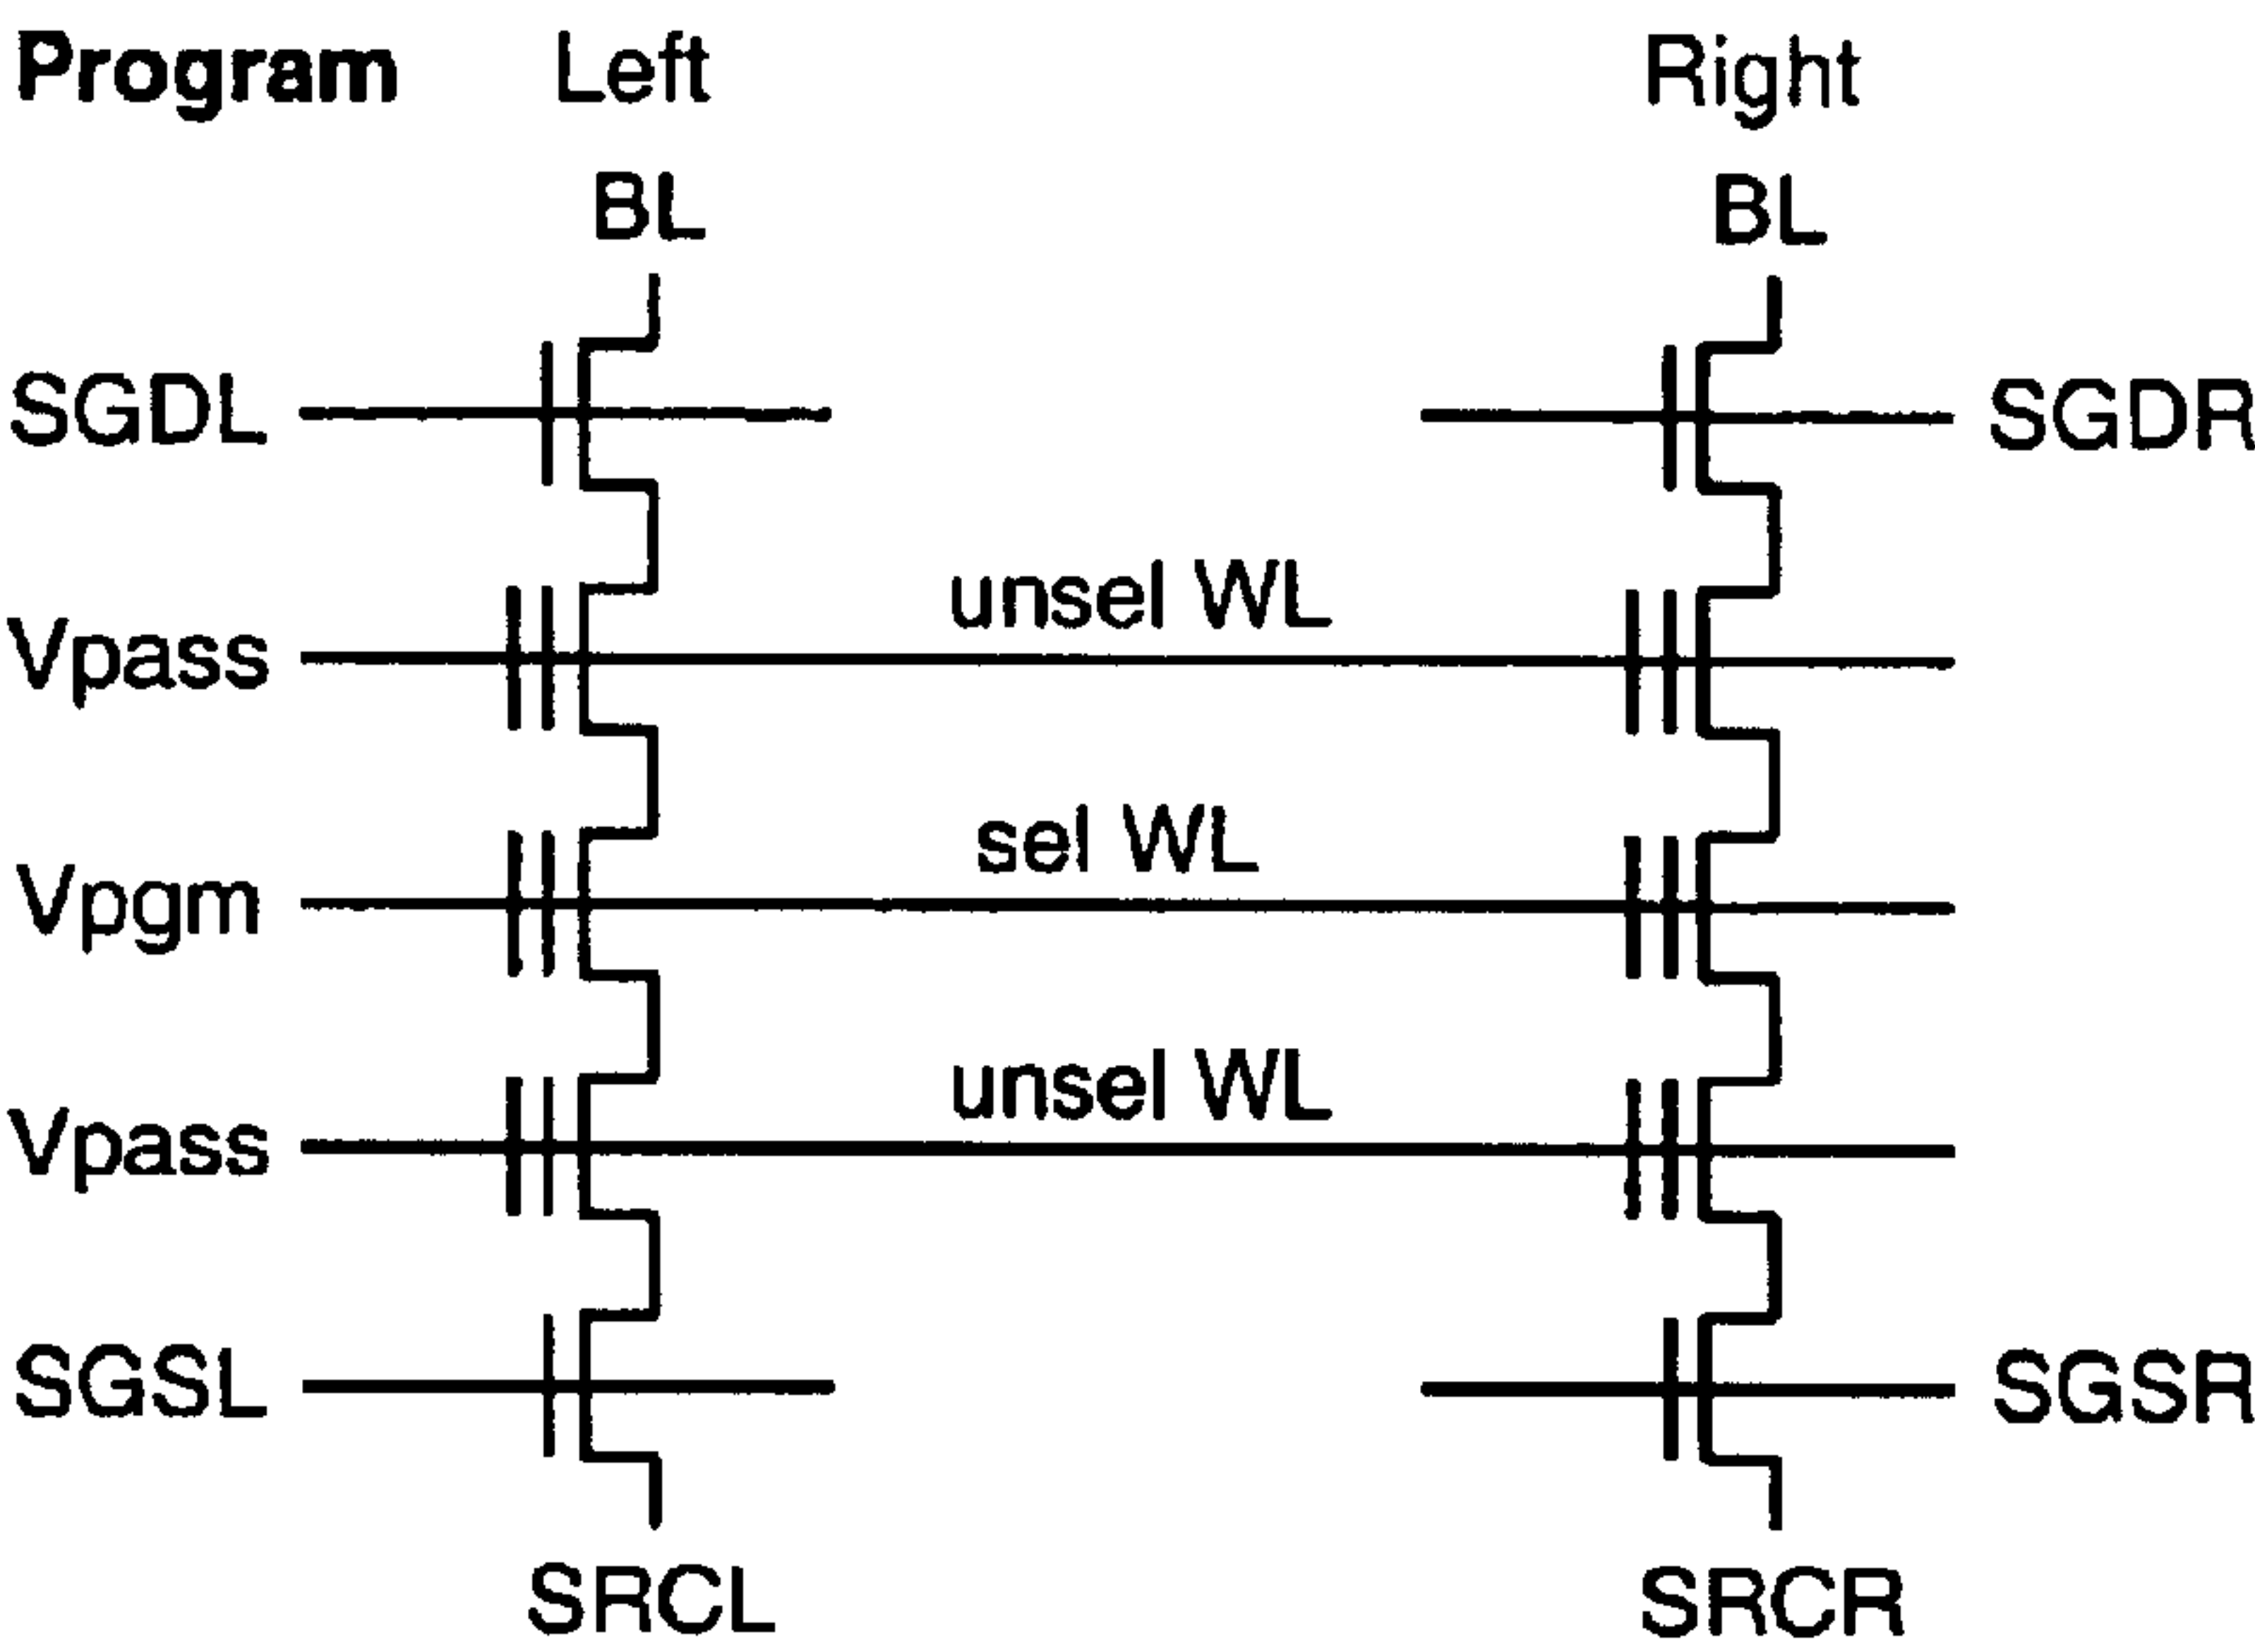 Program Left Right
BL BL
SGDL SGDR
unsel WL
Vpass
sel WL
Vpgm
unsel WL
Vpass
SGSL SGSR
SRCL SRCR